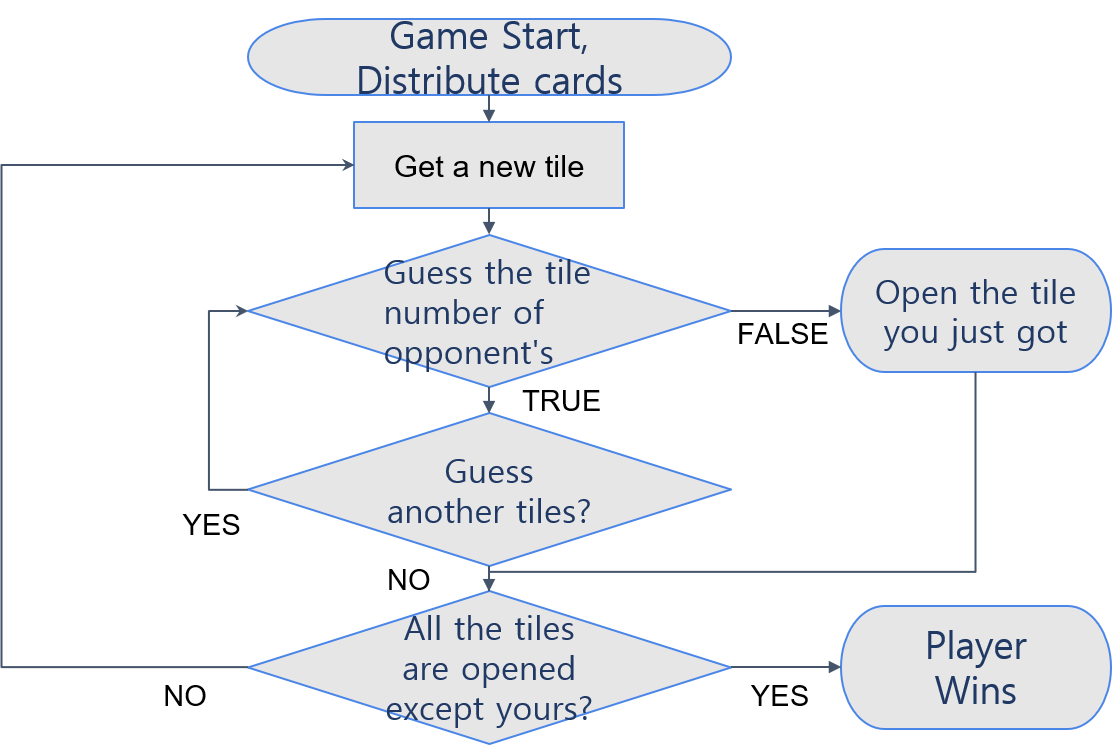 Game Start,
Distribute cards
Get a new tile
Guess the tile
number of
opponent's
FALSE
Open the tile
you just got
TRUE
Guess
another tiles?
YES
NO
All the tiles
are opened
except yours?
NO
YES
Player
Wins